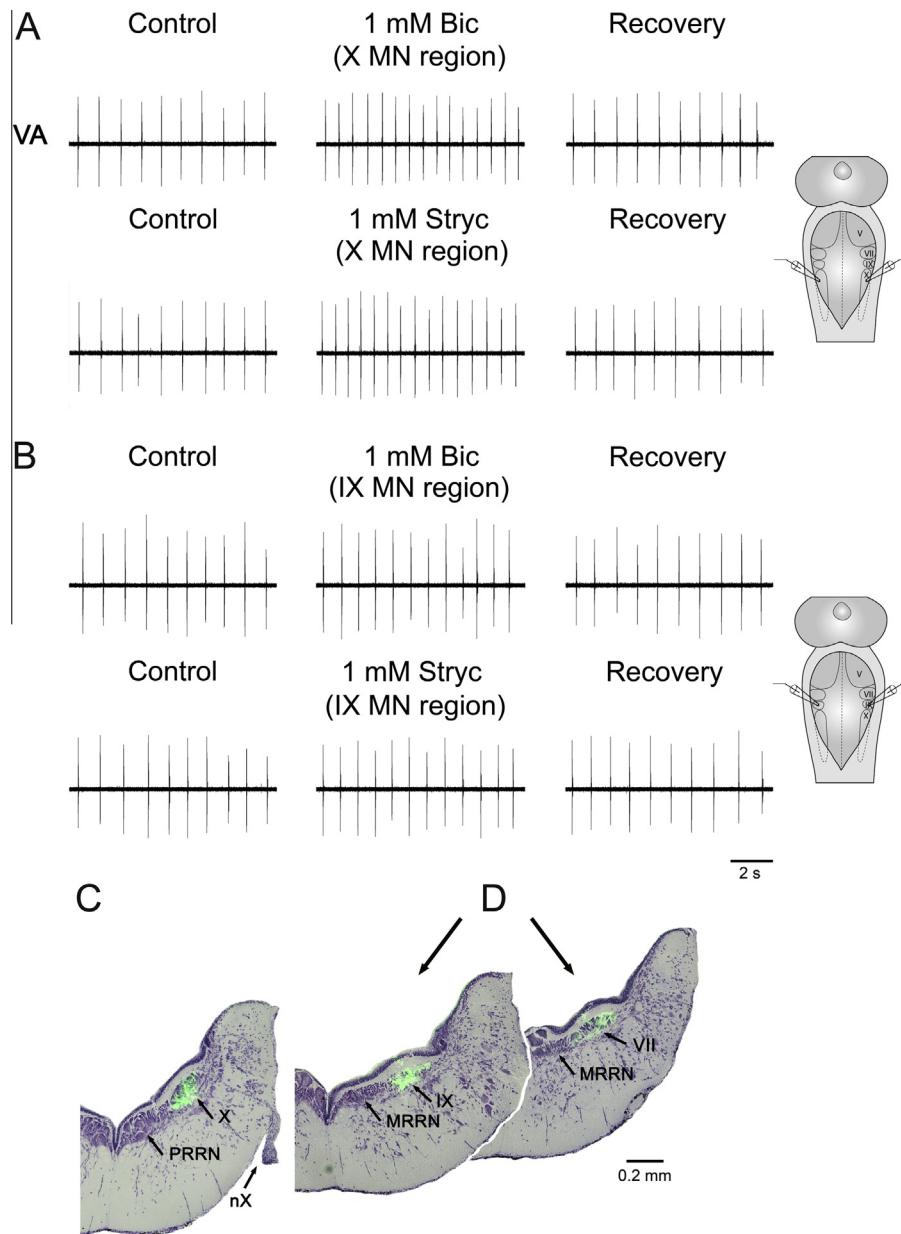 A
Control
1 mM Bic
(X MN region)
Recovery
VA
Control
1 mM Stryc
(X MN region)
Recovery
V
VII
IX
X
B
Control
1 mM Bic
(IX MN region)
Recovery
Control
1 mM Stryc
(IX MN region)
Recovery
V
VII
IX
X
2 s
C
D
X
PRRN
nX
IX
MRRN
VII
MRRN
0.2 mm